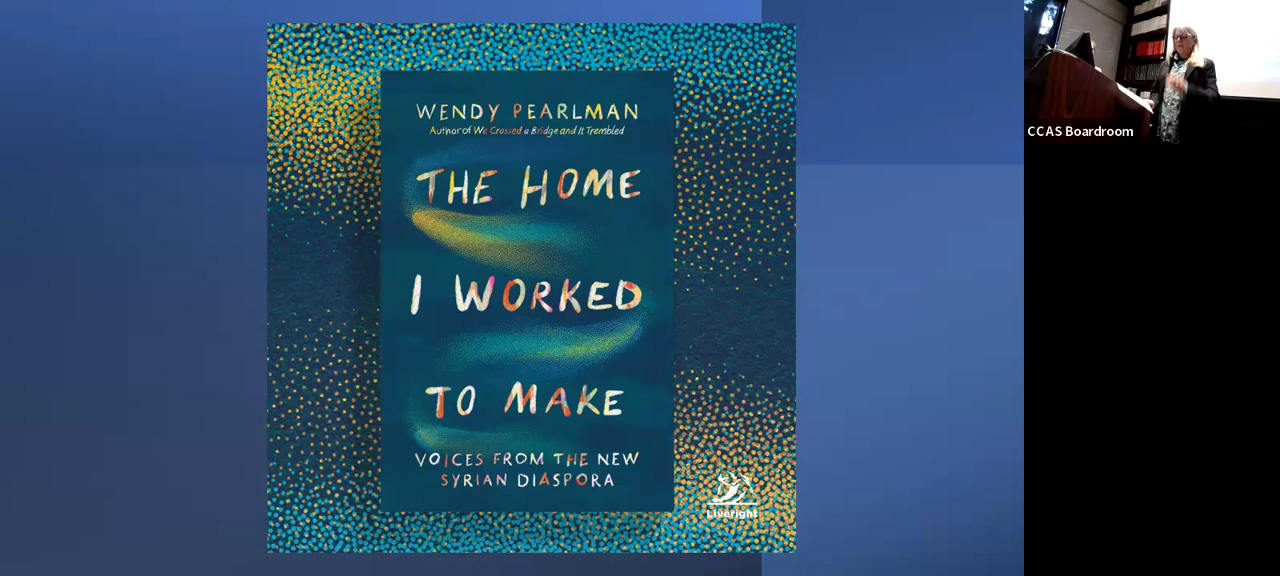 WENDY PEARLMAN
Author of We Crossed a Bridge and It Trembled
THE HOME
I WORKED
TO MAKE
VOICES FROM THE NEW
SYRIAN DIASPORA
Liveright
CCAS Boardroom